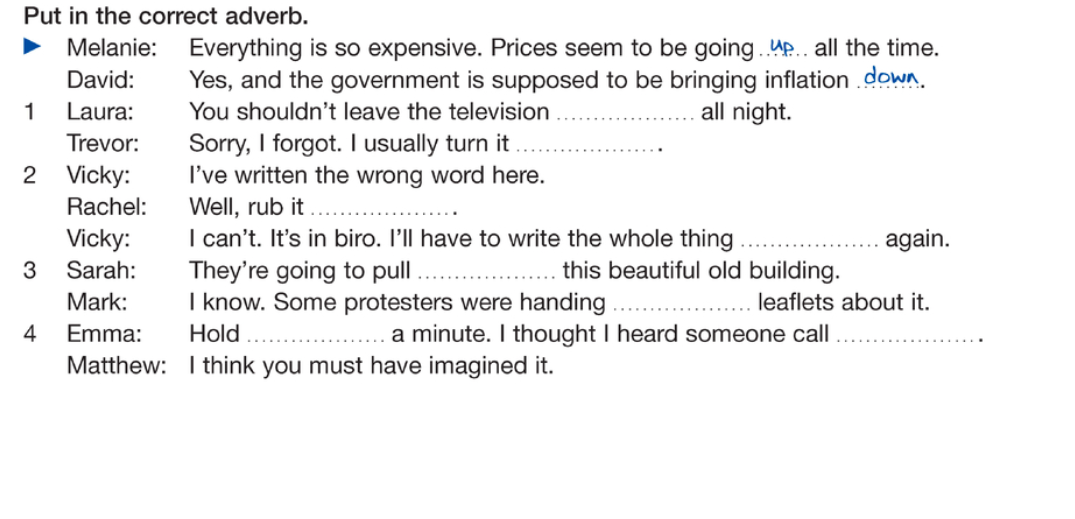 Put in the correct adverb.
► Melanie: Everything is so expensive. Prices seem to be going ..up.. all the time.
David: Yes, and the government is supposed to be bringing inflation .down.
1 Laura: You shouldn't leave the television ................... all night.
Trevor: Sorry, I forgot. I usually turn it ................... .
2 Vicky: I've written the wrong word here.
Rachel: Well, rub it ................... .
Vicky: I can't. It's in biro. I'll have to write the whole thing ................... again.
3 Sarah: They're going to pull ................... this beautiful old building.
Mark: I know. Some protesters were handing ................... leaflets about it.
4 Emma: Hold ................... a minute. I thought I heard someone call ................... .
Matthew: I think you must have imagined it.